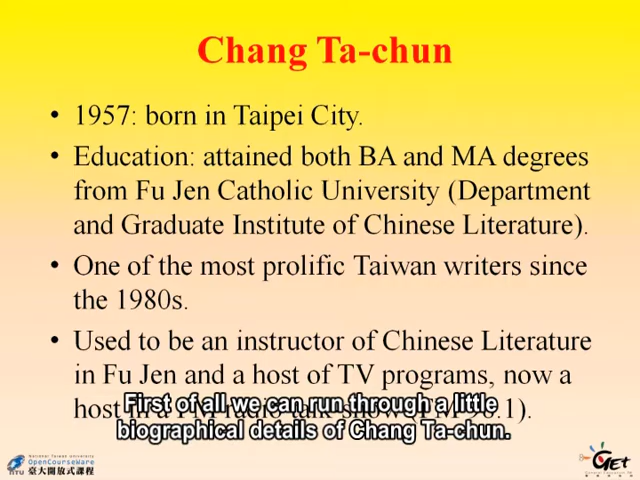 Chang Ta-chun
• 1957: born in Taipei City.
• Education: attained both BA and MA degrees
from Fu Jen Catholic University (Department
and Graduate Institute of Chinese Literature).
• One of the most prolific Taiwan writers since
the 1980s.
• Used to be an instructor of Chinese Literature
in Fu Jen and a host of TV programs, now a
host
First of all we can run through a little
biographical details of Chang Ta-chun.
National Taiwan University
OpenCourseWare
NTU 臺大開放式課程
GET